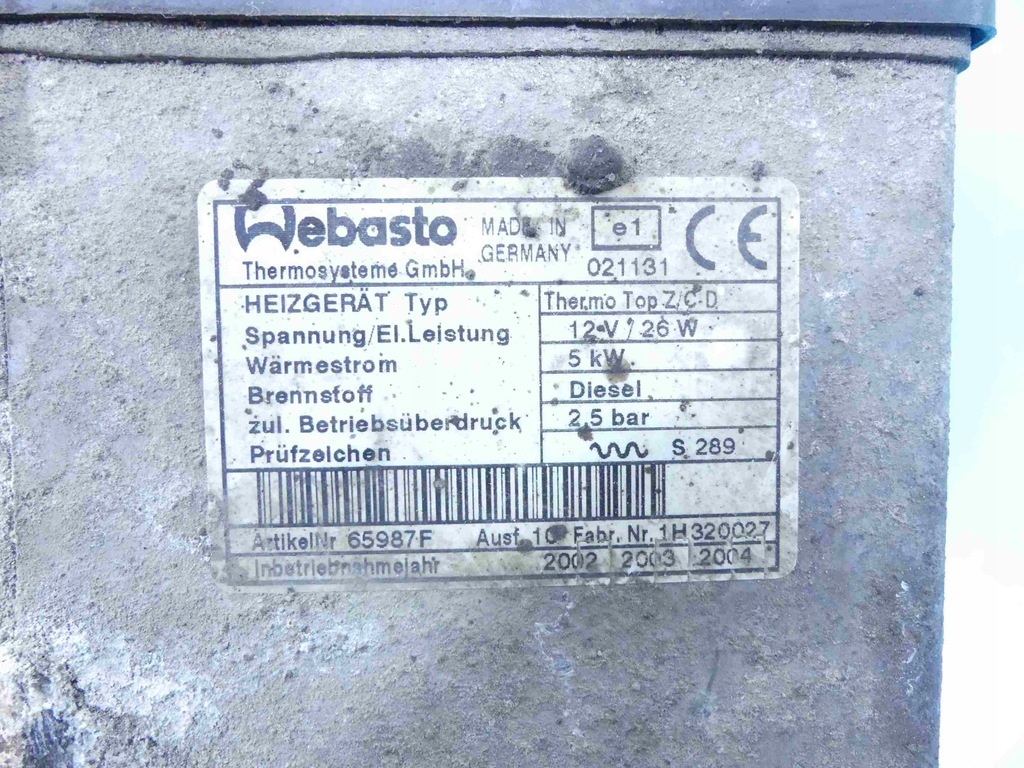 Webasto
MADE IN
GERMANY
e1
021131
CE
Thermosysteme GmbH
HEIZGERÄT Typ Thermo Top Z/C-D
Spannung/El.Leistung 12 V / 26 W
Wärmestrom 5 kW
Brennstoff Diesel
zul. Betriebsüberdruck 2,5 bar
Prüfzeichen S 289
ArtikelNr 65987F Ausf. 10 Fabr. Nr. 1H320027
Inbetriebnahmejahr 2002 2003 2004